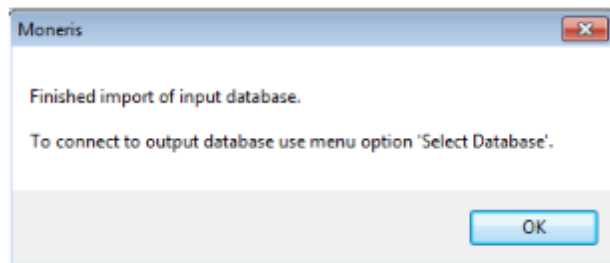 Moneris
Finished import of input database.
To connect to output database use menu option 'Select Database'.
OK